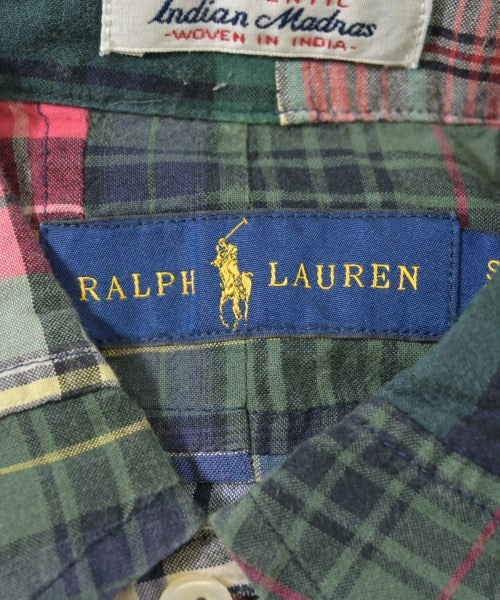 Indian Madras
-WOVEN IN INDIA-
RALPH LAUREN
S